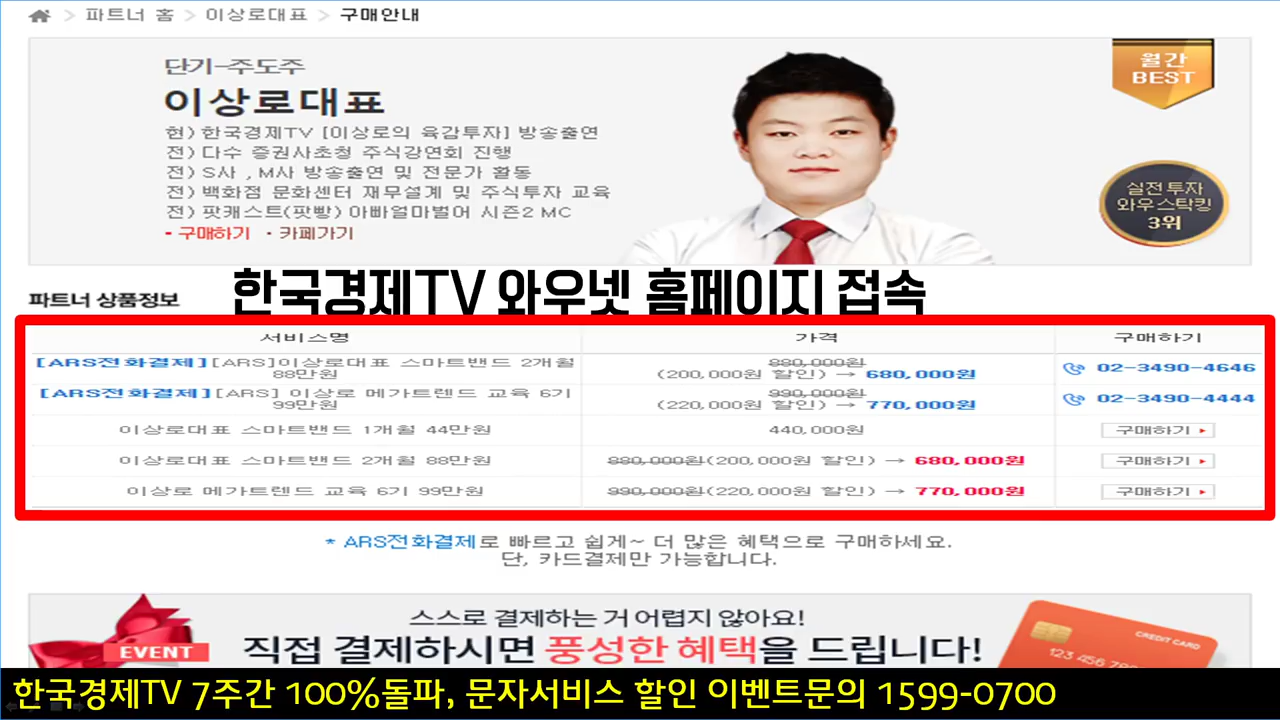 파트너 홈 > 이상로대표 > 구매안내
단기-주도주
이상로대표
현) 한국경제TV [이상로의 육감투자] 방송출연
전) 다수 증권사초청 주식강연회 진행
전) S사 , M사 방송출연 및 전문가 활동
전) 백화점 문화센터 재무설계 및 주식투자 교육
전) 팟캐스트(팟빵) 아빠얼마벌어 시즌2 MC
• 구매하기 • 카페가기
월간
BEST
실전투자
와우스탁킹
3위
파트너 상품정보
한국경제TV 와우넷 홈페이지 접속
서비스명 가격 구매하기
[ARS전화결제][ARS]이상로대표 스마트밴드 2개월
88만원
880,000원
(200,000원 할인) → 680,000원
02-3490-4646
[ARS전화결제][ARS] 이상로 메가트렌드 교육 6기
99만원
990,000원
(220,000원 할인) → 770,000원
02-3490-4444
이상로대표 스마트밴드 1개월 44만원 440,000원 구매하기
이상로대표 스마트밴드 2개월 88만원 880,000원(200,000원 할인) → 680,000원 구매하기
이상로 메가트렌드 교육 6기 99만원 990,000원(220,000원 할인) → 770,000원 구매하기
* ARS전화결제로 빠르고 쉽게~ 더 많은 혜택으로 구매하세요.
단, 카드결제만 가능합니다.
스스로 결제하는 거 어렵지 않아요!
EVENT
직접 결제하시면 풍성한 혜택을 드립니다!
CREDIT CARD
123 456
한국경제TV 7주간 100%돌파, 문자서비스 할인 이벤트문의 1599-0700